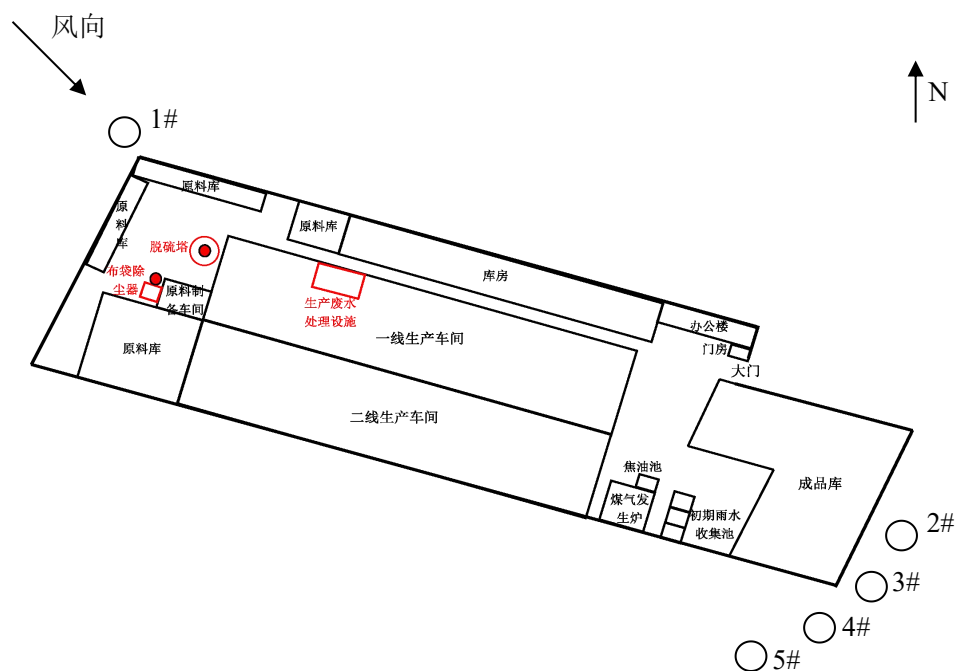 风向
N
1#
原料库
原
料
库
原料库
脱硫塔
库房
布袋除
尘器
原料制
备车间
生产废水
处理设施
办公楼
一线生产车间
门房
原料库
大门
二线生产车间
焦油池
成品库
煤气发
生炉
初期雨水
收集池
2#
3#
4#
5#